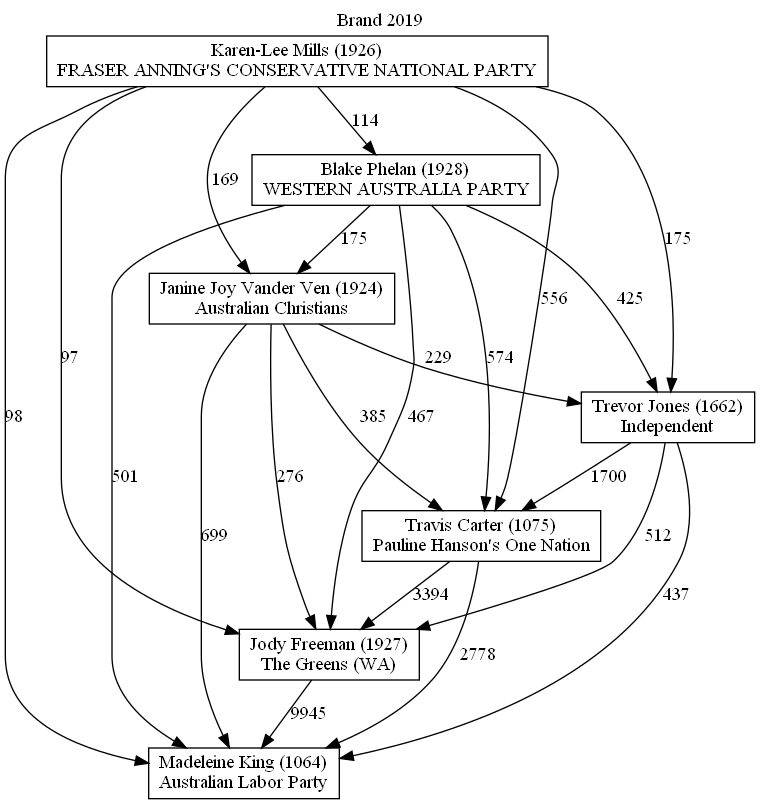 Brand 2019
Karen-Lee Mills (1926)
FRASER ANNING'S CONSERVATIVE NATIONAL PARTY
114
Blake Phelan (1928)
WESTERN AUSTRALIA PARTY
169
175
175
Janine Joy Vander Ven (1924)
Australian Christians
556
425
97
229
574
98
385
467
Trevor Jones (1662)
Independent
501
276
1700
699
Travis Carter (1075)
Pauline Hanson's One Nation
512
3394
437
Jody Freeman (1927)
The Greens (WA)
2778
9945
Madeleine King (1064)
Australian Labor Party